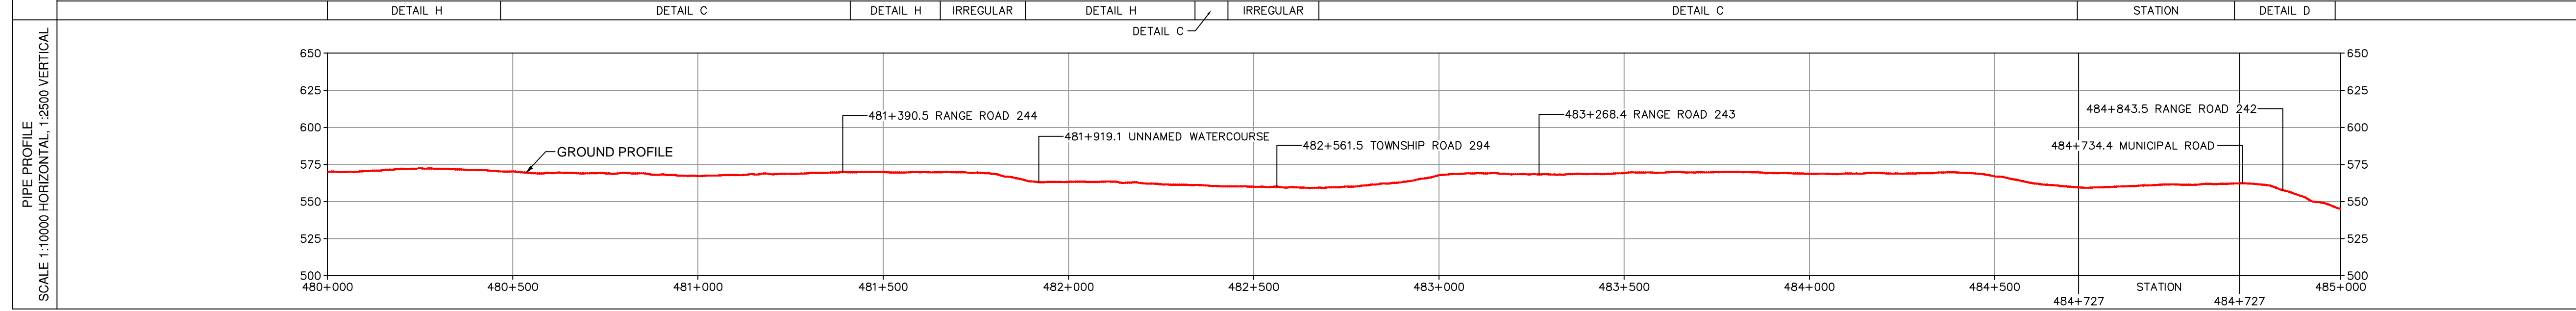 DETAIL H
DETAIL C
DETAIL H
IRREGULAR
DETAIL H
IRREGULAR
DETAIL C
STATION
DETAIL D
DETAIL C
PIPE PROFILE
SCALE 1:10000 HORIZONTAL, 1:2500 VERTICAL
650
625
600
575
550
525
500
GROUND PROFILE
481+390.5 RANGE ROAD 244
481+919.1 UNNAMED WATERCOURSE
482+561.5 TOWNSHIP ROAD 294
483+268.4 RANGE ROAD 243
484+843.5 RANGE ROAD 242
484+734.4 MUNICIPAL ROAD
650
625
600
575
550
525
500
480+000
480+500
481+000
481+500
482+000
482+500
483+000
483+500
484+000
484+500
STATION
485+000
484+727
484+727